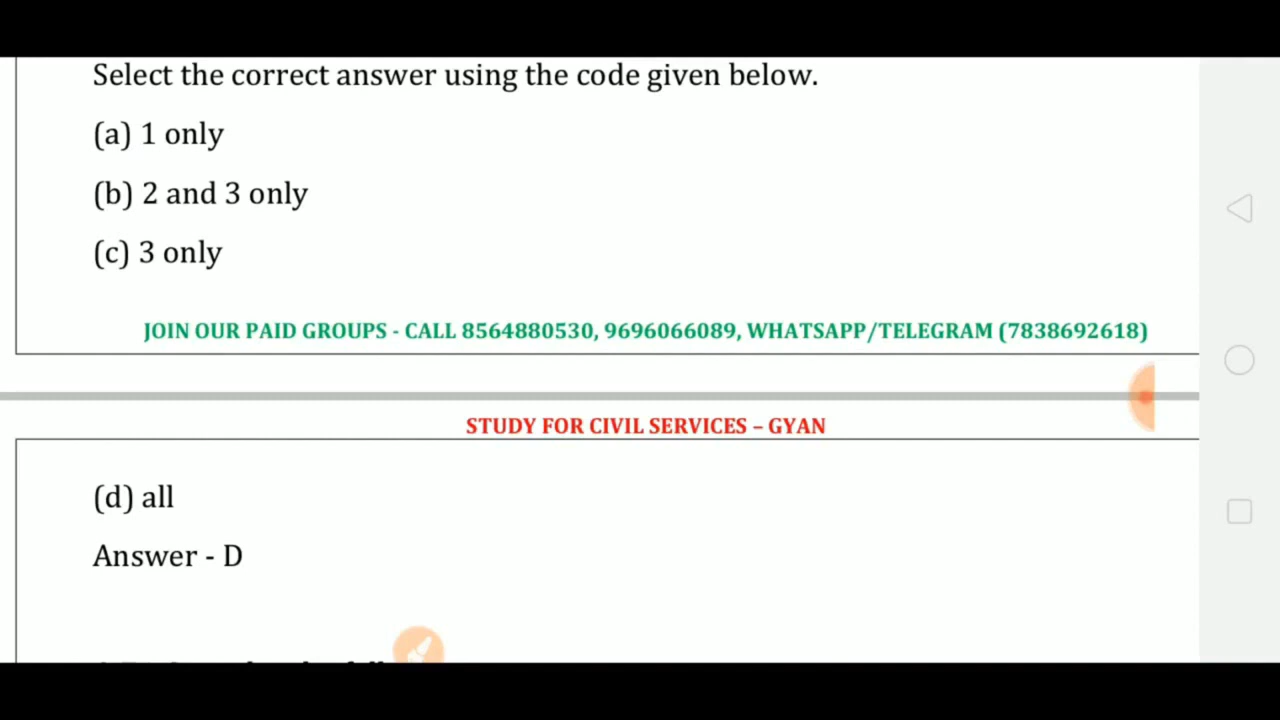 Select the correct answer using the code given below.
(a) 1 only
(b) 2 and 3 only
(c) 3 only
JOIN OUR PAID GROUPS - CALL 8564880530, 9696066089, WHATSAPP/TELEGRAM (7838692618)
STUDY FOR CIVIL SERVICES – GYAN
(d) all
Answer - D